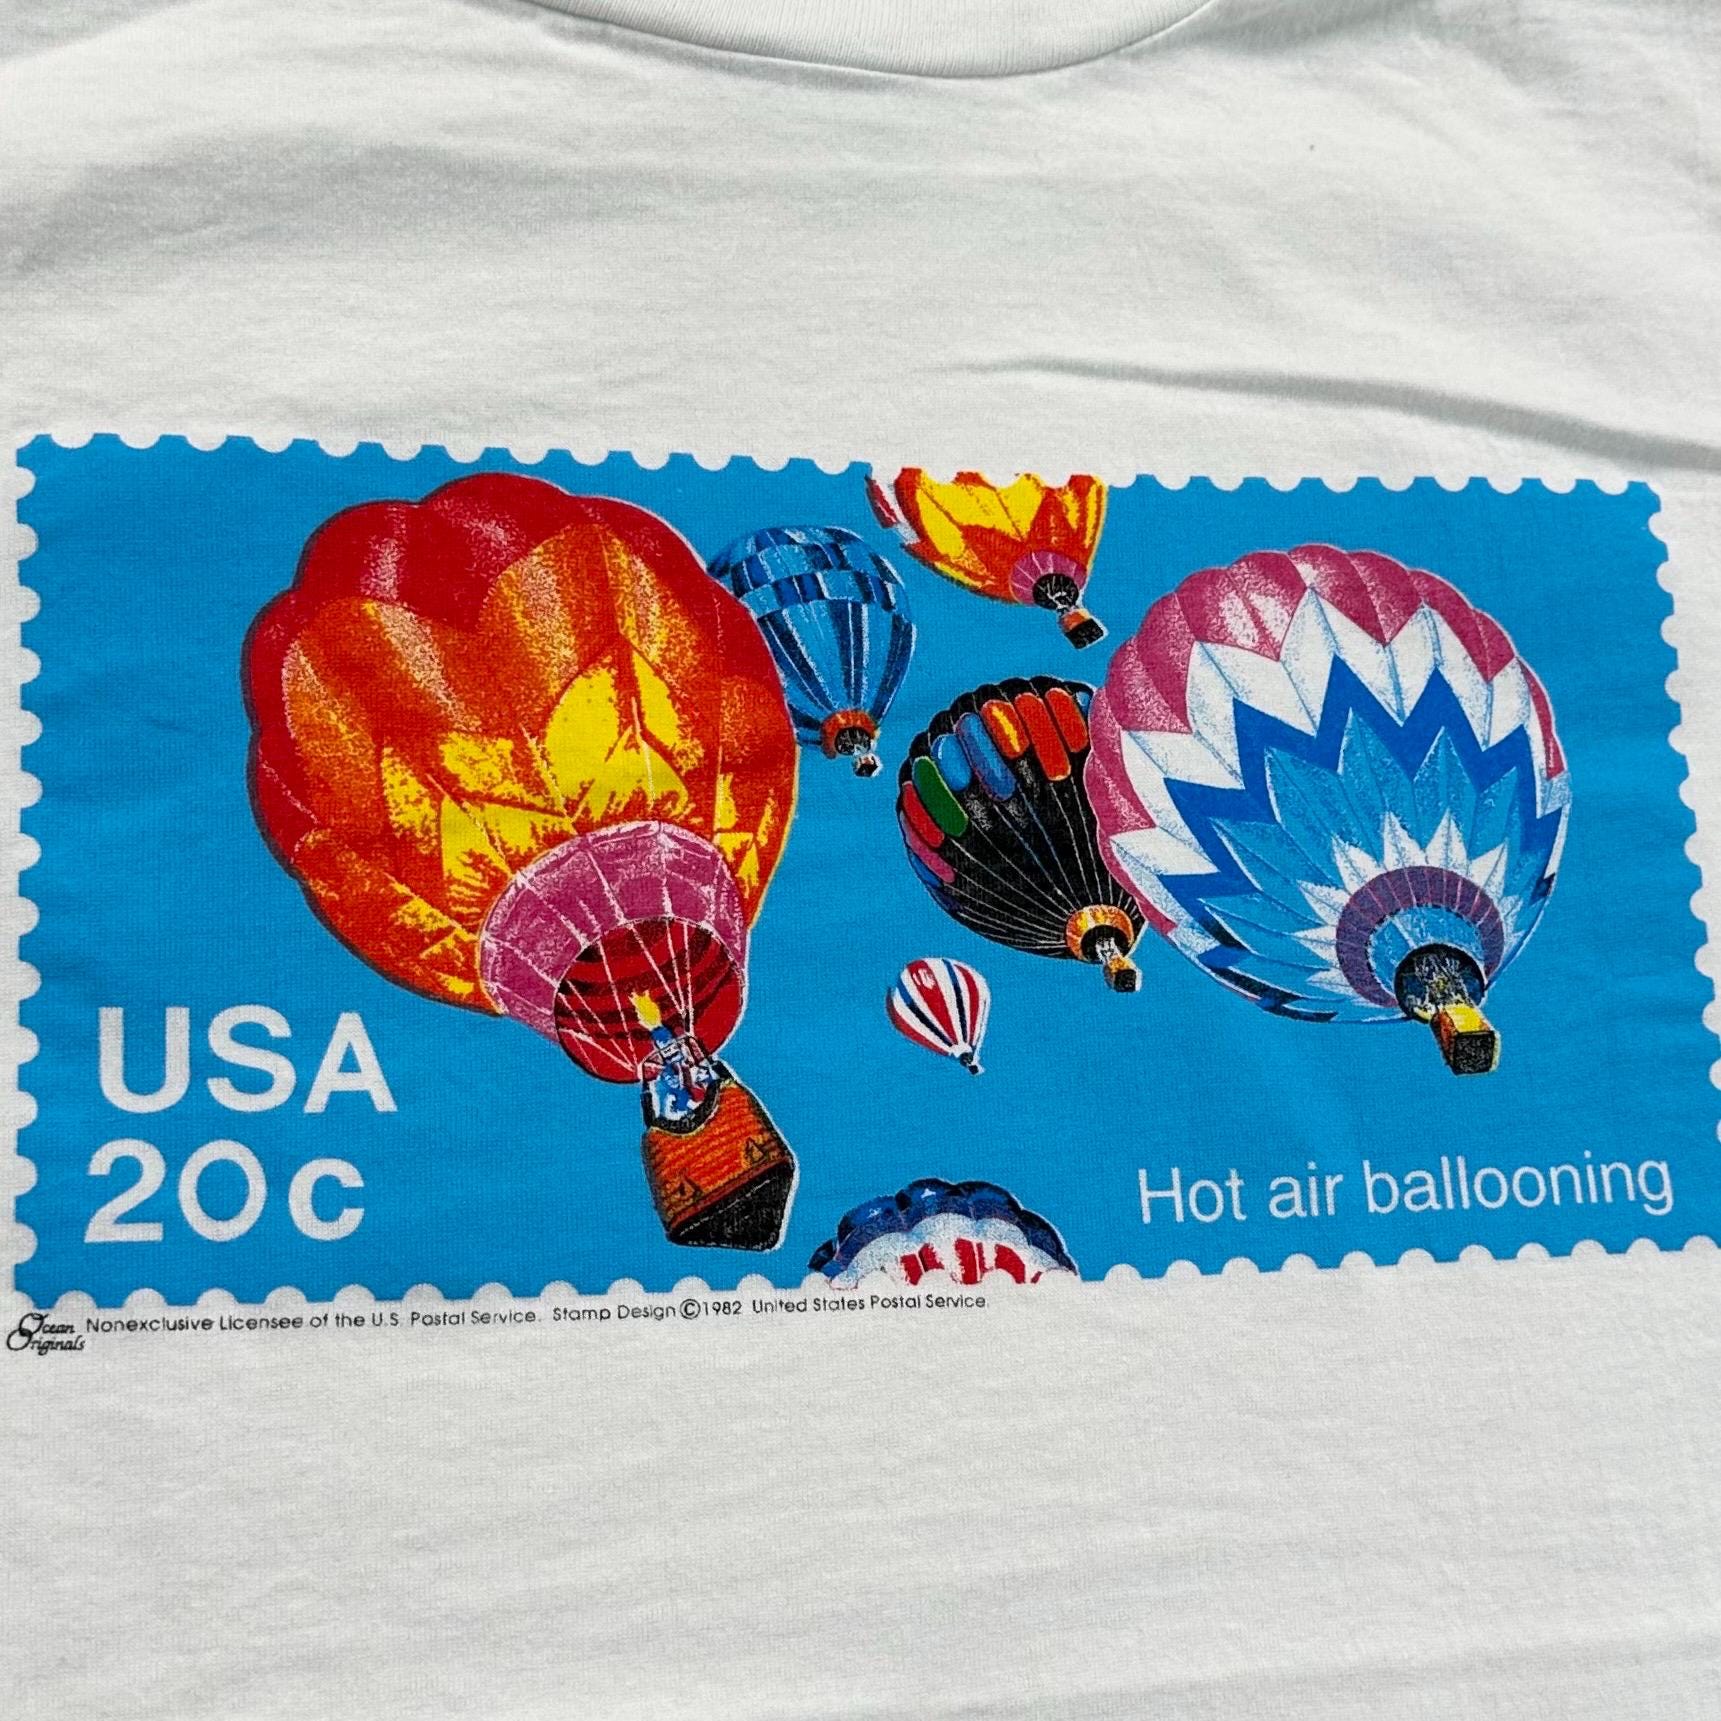 USA
20c
Hot air ballooning
Ocean Originals
Nonexclusive Licensee of the U.S. Postal Service. Stamp Design ©1982 United States Postal Service.